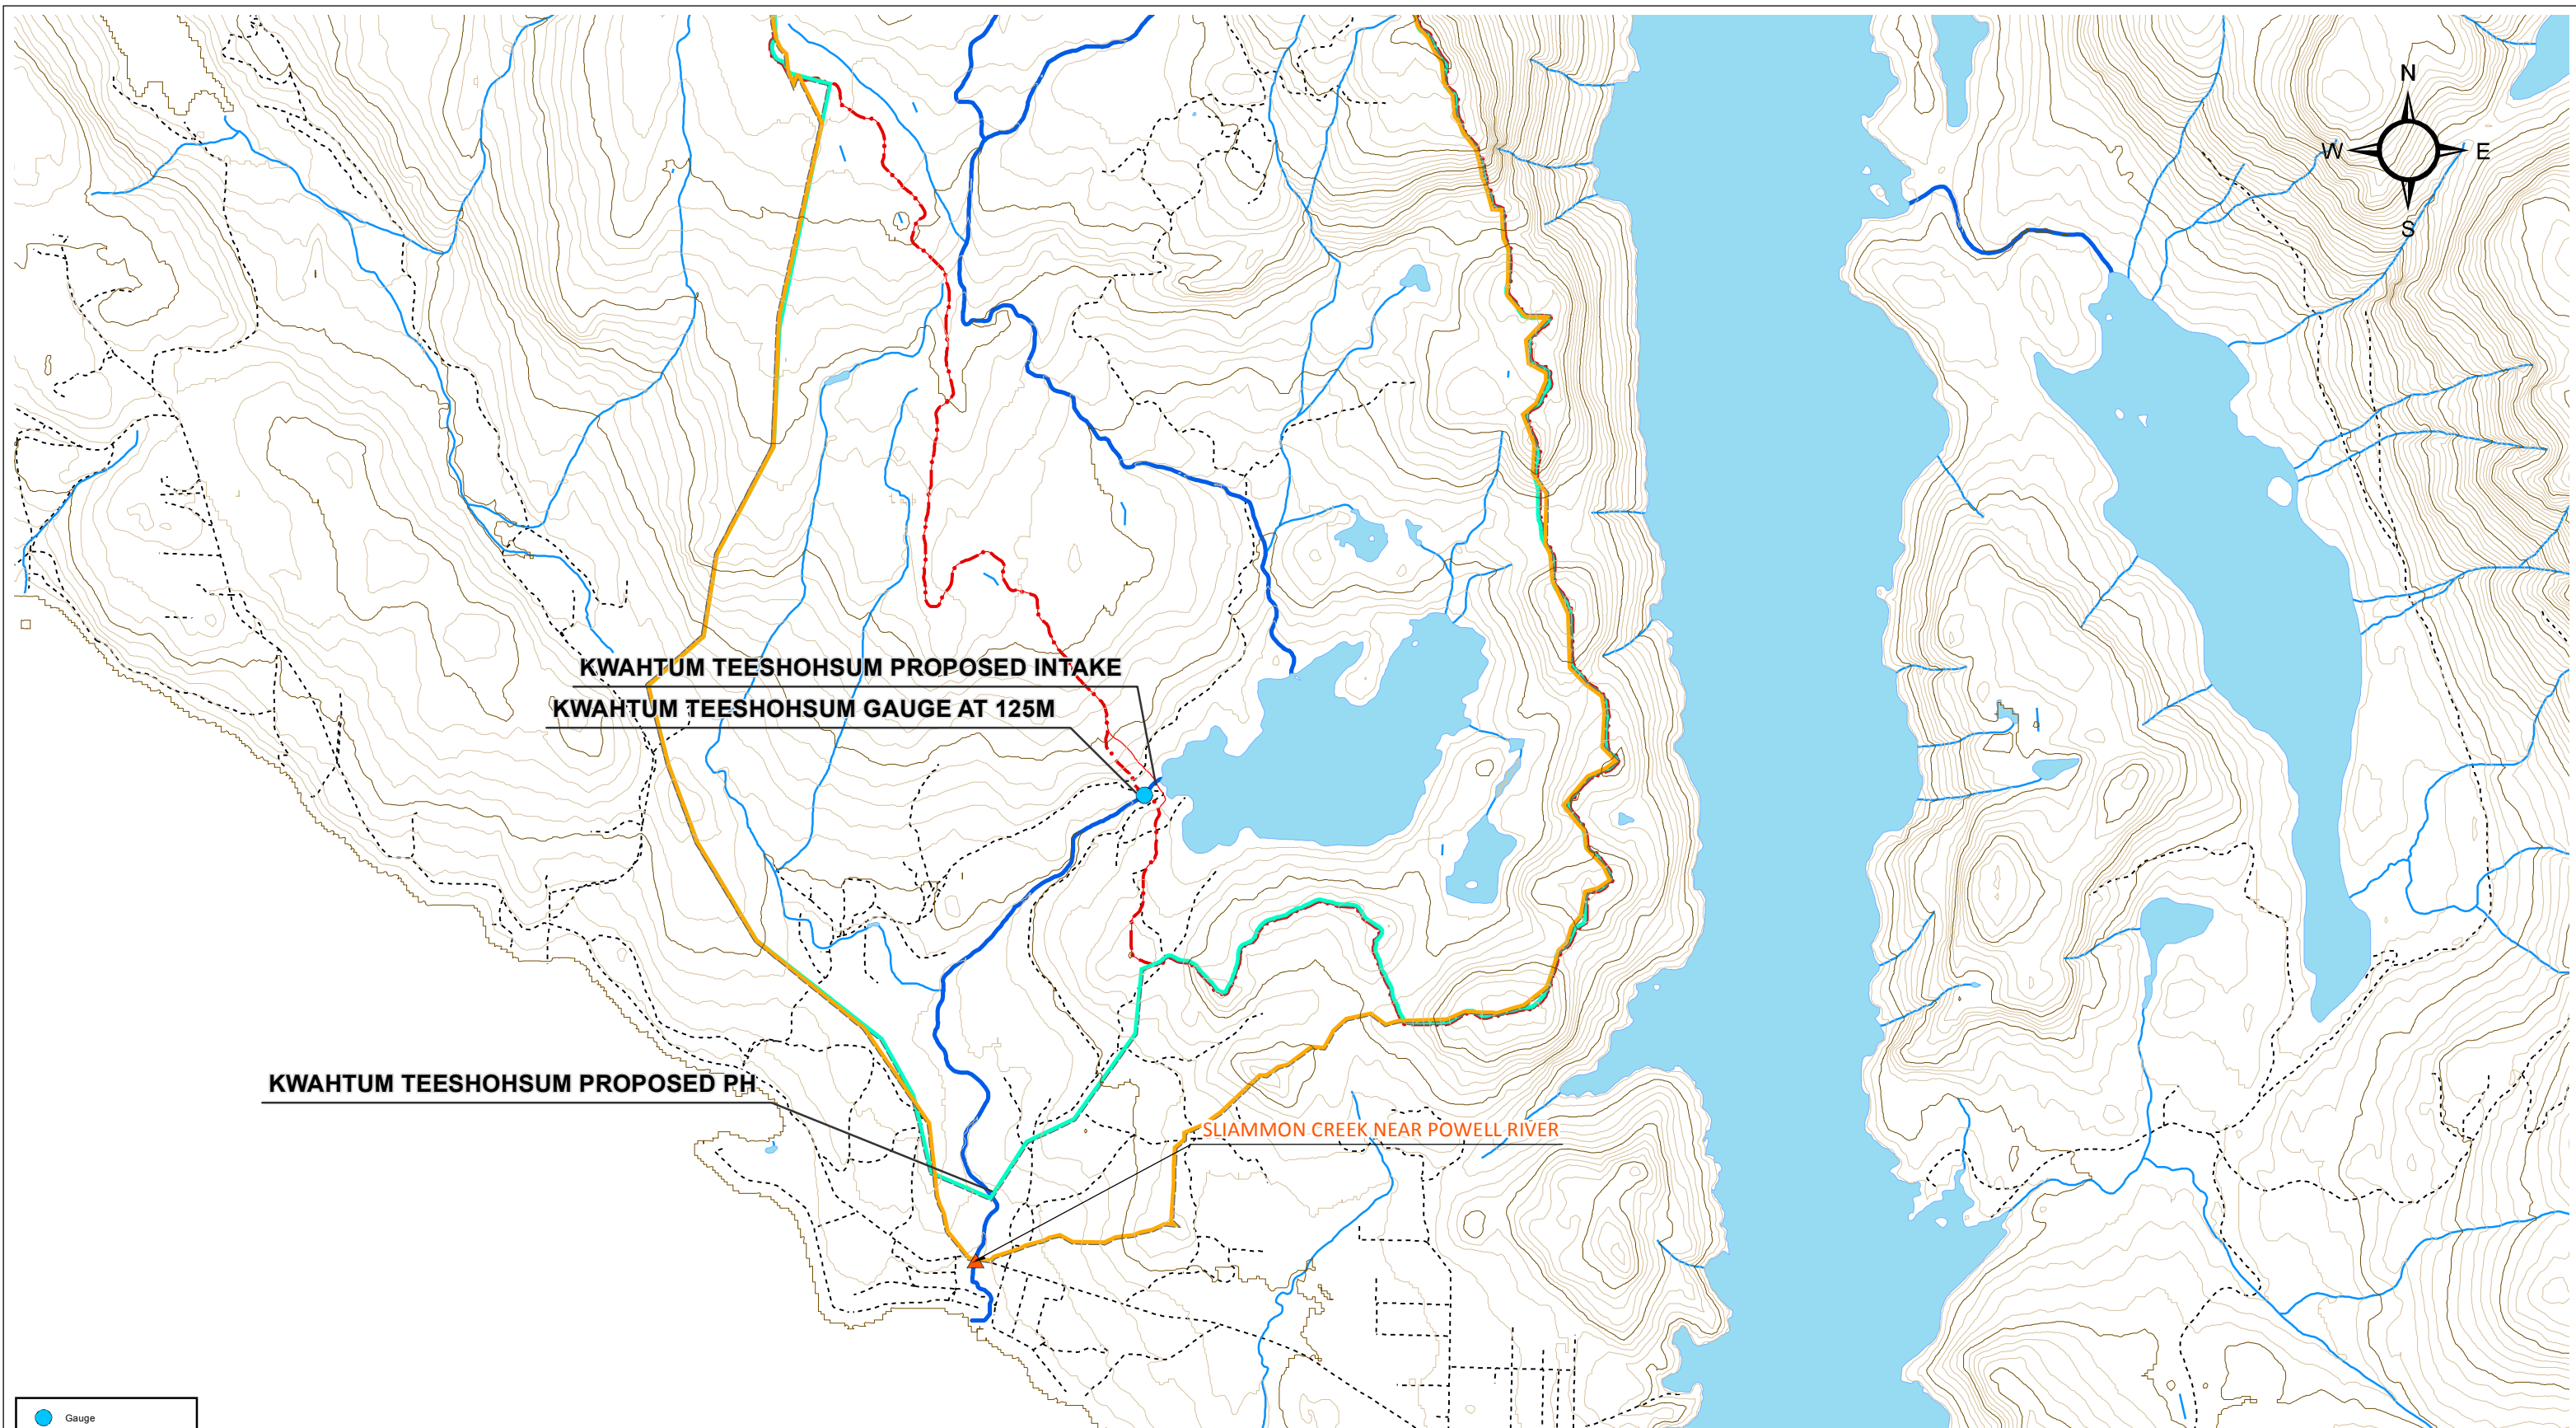 N
W E
S
KWAHTUM TEESHOHSUM PROPOSED INTAKE
KWAHTUM TEESHOHSUM GAUGE AT 125M
KWAHTUM TEESHOHSUM PROPOSED PH
SLIAMMON CREEK NEAR POWELL RIVER
Gauge